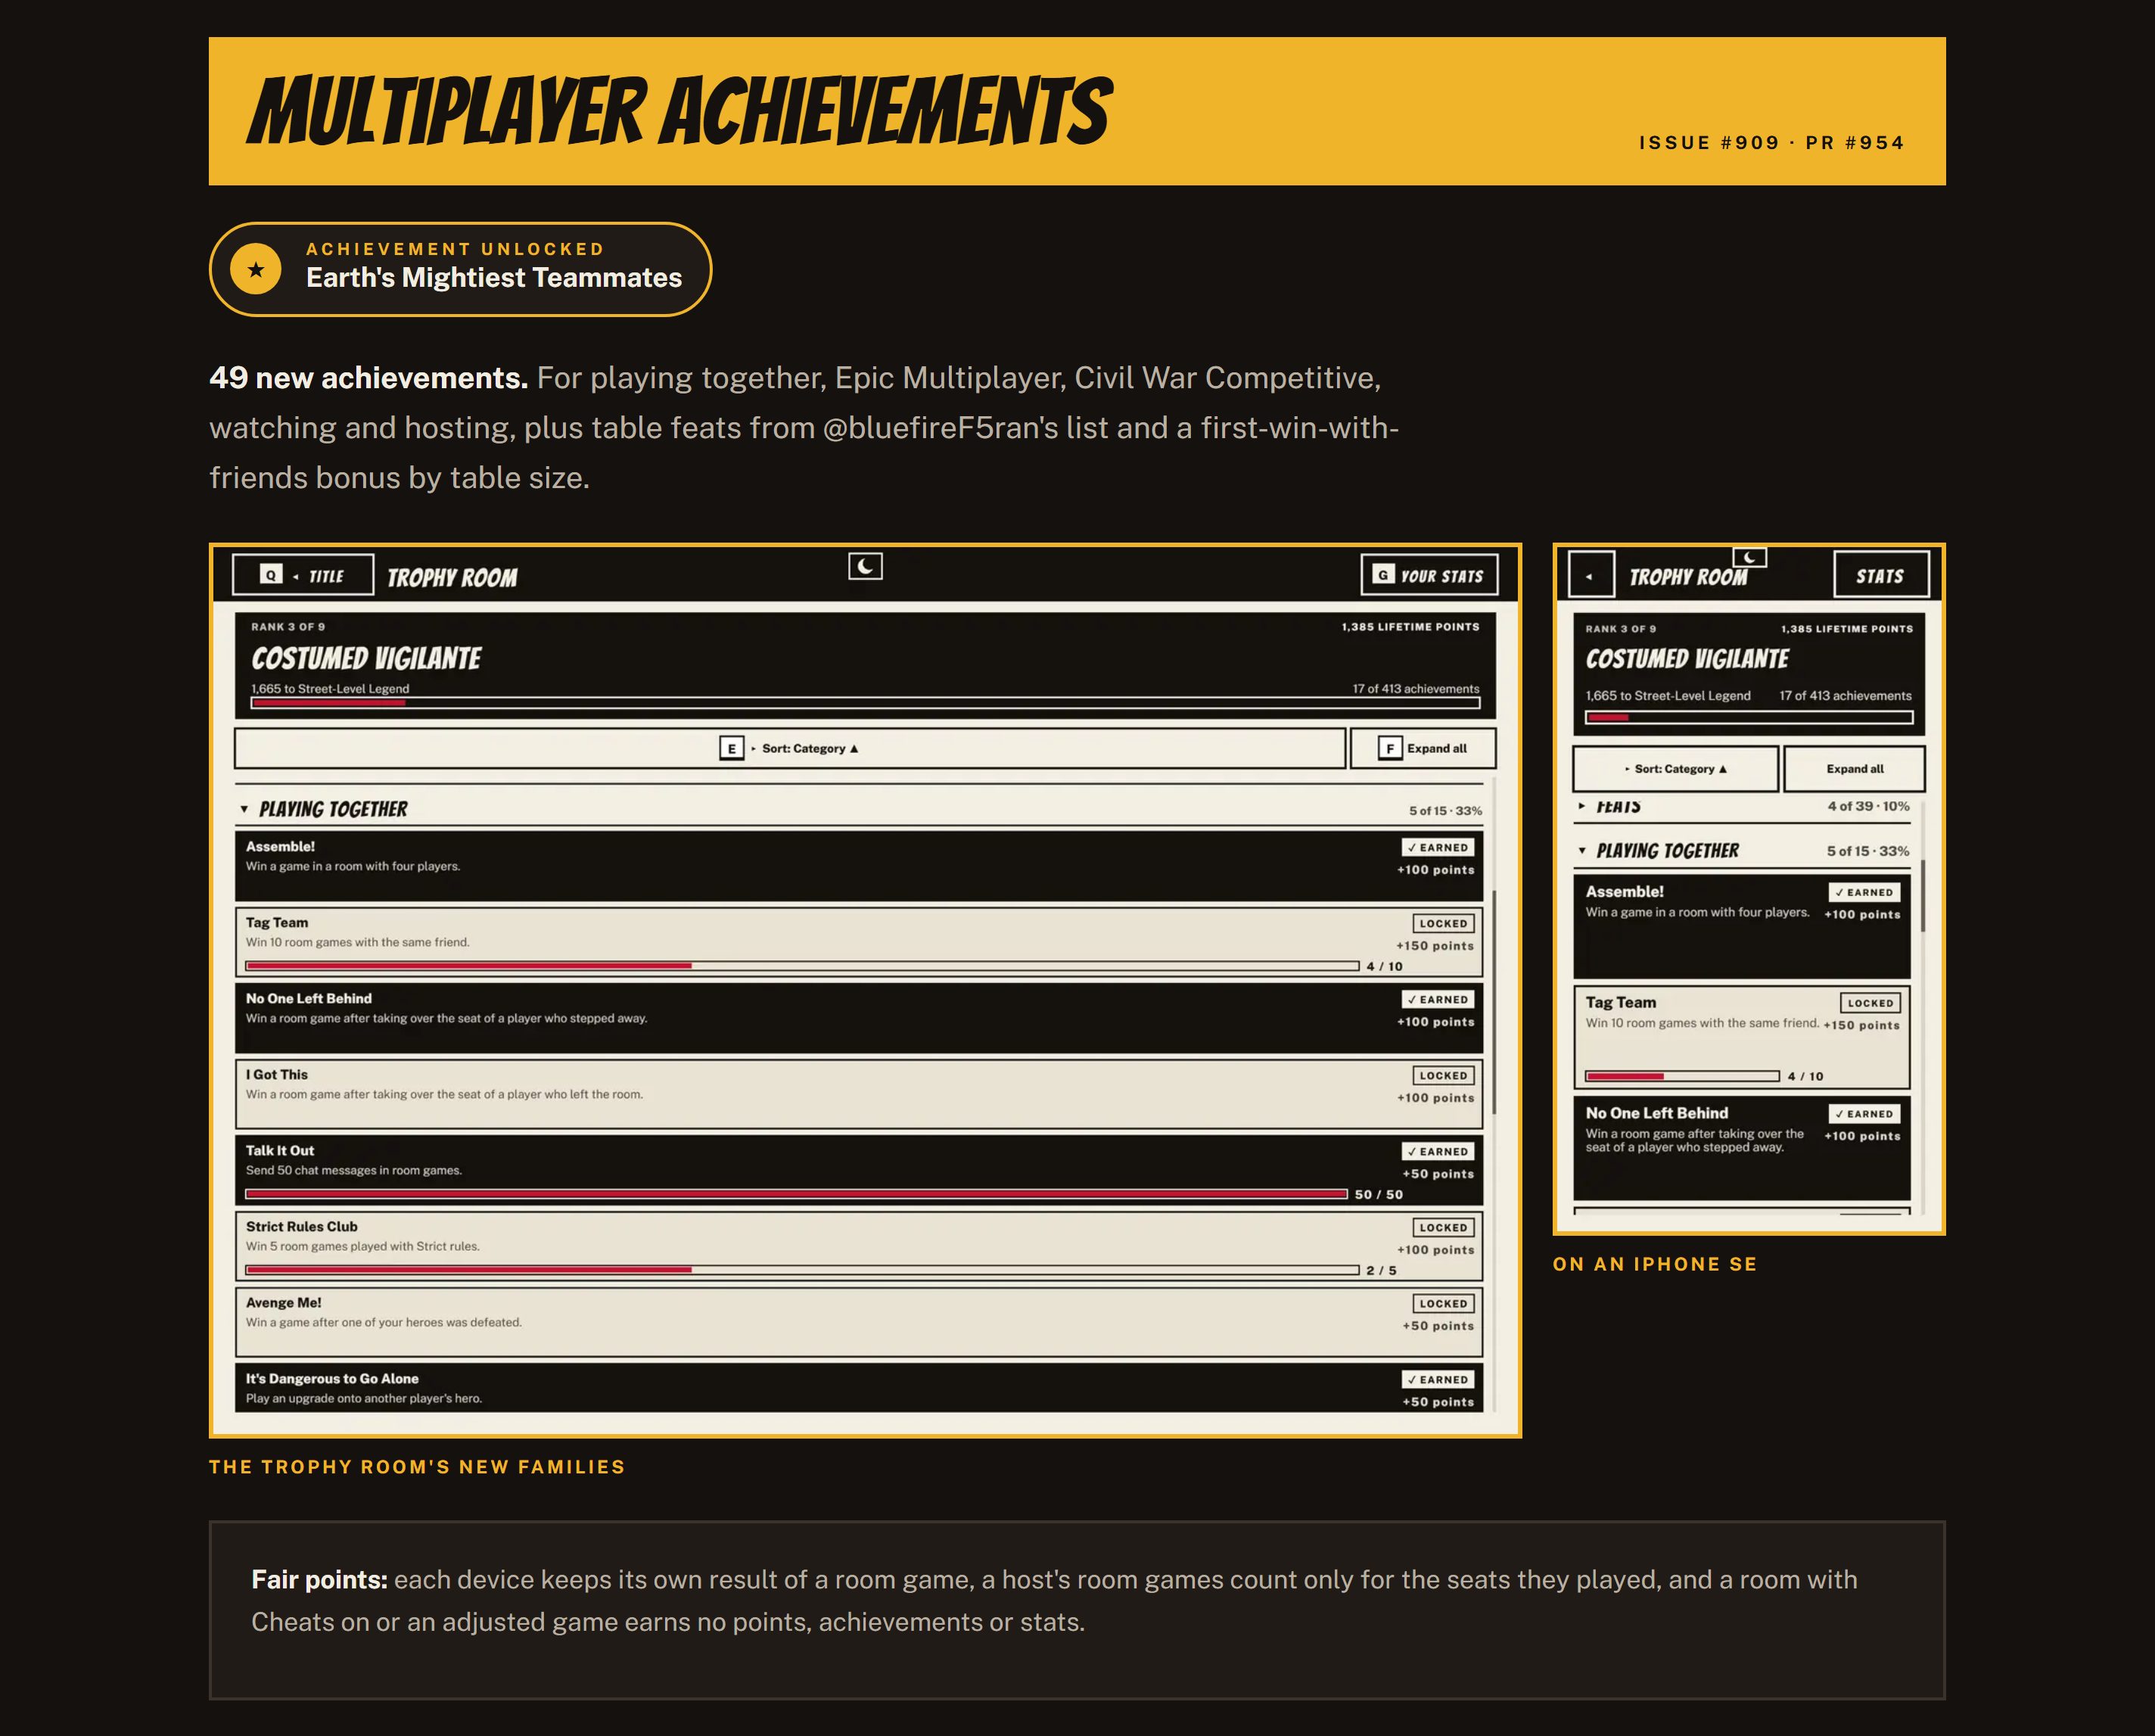 MULTIPLAYER ACHIEVEMENTS
ISSUE #909 · PR #954
★
ACHIEVEMENT UNLOCKED
Earth's Mightiest Teammates
49 new achievements. For playing together, Epic Multiplayer, Civil War Competitive,
watching and hosting, plus table feats from @bluefireF5ran's list and a first-win-with-
friends bonus by table size.
Q ◂ TITLE
TROPHY ROOM
G YOUR STATS
RANK 3 OF 9
1,385 LIFETIME POINTS
COSTUMED VIGILANTE
1,665 to Street-Level Legend
17 of 413 achievements
E ▸ Sort: Category ▲
F Expand all
▼ PLAYING TOGETHER
5 of 15 · 33%
Assemble!
✓ EARNED
Win a game in a room with four players.
+100 points
Tag Team
LOCKED
Win 10 room games with the same friend.
+150 points
4 / 10
No One Left Behind
✓ EARNED
Win a room game after taking over the seat of a player who stepped away.
+100 points
I Got This
LOCKED
Win a room game after taking over the seat of a player who left the room.
+100 points
Talk It Out
✓ EARNED
Send 50 chat messages in room games.
+50 points
50 / 50
Strict Rules Club
LOCKED
Win 5 room games played with Strict rules.
+100 points
2 / 5
Avenge Me!
LOCKED
Win a game after one of your heroes was defeated.
+50 points
It's Dangerous to Go Alone
✓ EARNED
Play an upgrade onto another player's hero.
+50 points
THE TROPHY ROOM'S NEW FAMILIES
◂
TROPHY ROOM
STATS
RANK 3 OF 9
1,385 LIFETIME POINTS
COSTUMED VIGILANTE
1,665 to Street-Level Legend
17 of 413 achievements
▸ Sort: Category ▲
Expand all
▶ FEATS
4 of 39 · 10%
▼ PLAYING TOGETHER
5 of 15 · 33%
Assemble!
✓ EARNED
Win a game in a room with four players.
+100 points
Tag Team
LOCKED
Win 10 room games with the same friend.
+150 points
4 / 10
No One Left Behind
✓ EARNED
Win a room game after taking over the
+100 points
seat of a player who stepped away.
ON AN IPHONE SE
Fair points: each device keeps its own result of a room game, a host's room games count only for the seats they played, and a room with
Cheats on or an adjusted game earns no points, achievements or stats.